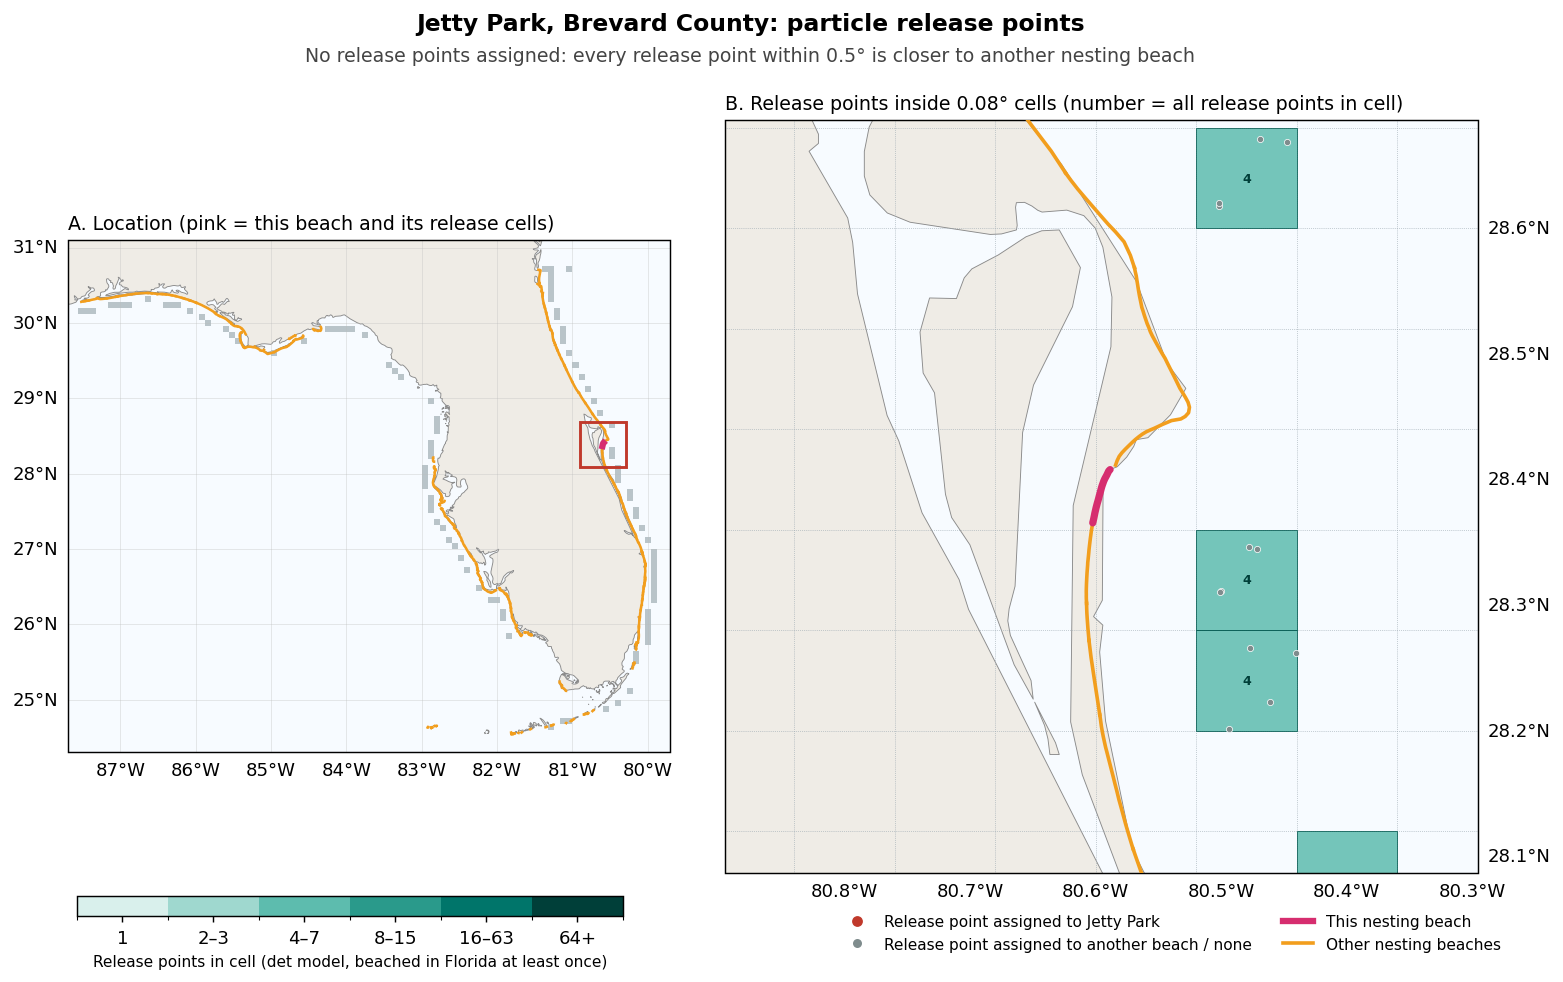 Jetty Park, Brevard County: particle release points
No release points assigned: every release point within 0.5° is closer to another nesting beach
A. Location (pink = this beach and its release cells)
31°N
30°N
29°N
28°N
27°N
26°N
25°N
87°W 86°W 85°W 84°W 83°W 82°W 81°W 80°W
B. Release points inside 0.08° cells (number = all release points in cell)
4
4
4
28.6°N
28.5°N
28.4°N
28.3°N
28.2°N
28.1°N
80.8°W 80.7°W 80.6°W 80.5°W 80.4°W 80.3°W
1 2–3 4–7 8–15 16–63 64+
Release points in cell (det model, beached in Florida at least once)
Release point assigned to Jetty Park
Release point assigned to another beach / none
This nesting beach
Other nesting beaches